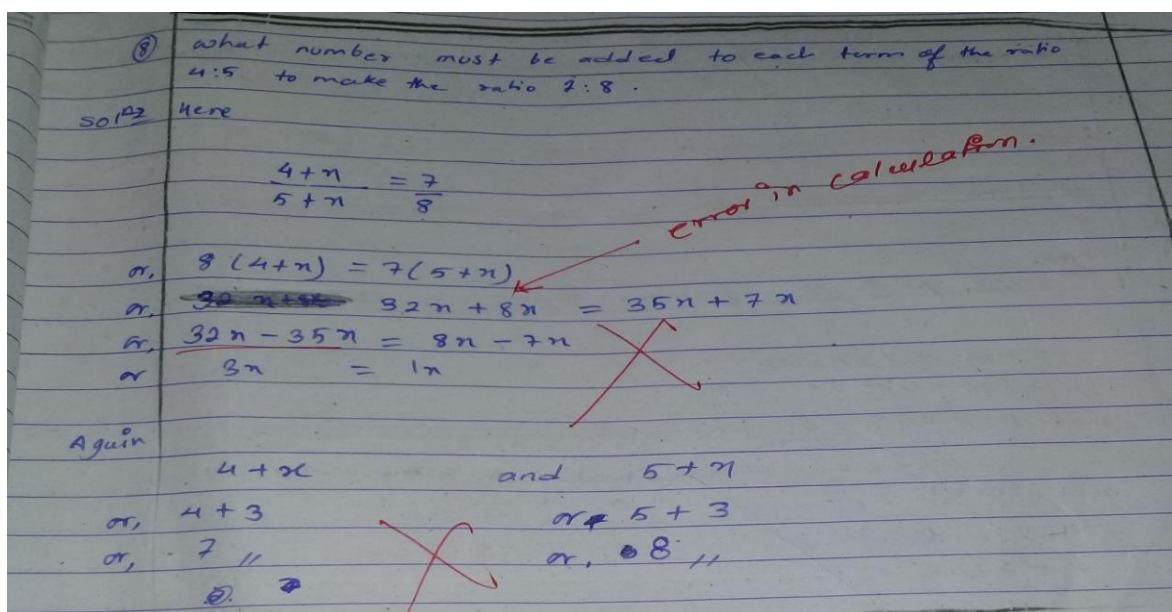 ⑧ what number must be added to each term of the ratio
4:5 to make the ratio 7:8.
Solⁿ Here
4+x / 5+x = 7/8
error in calculation.
or, 8 (4+x) = 7(5+x)
or, 32x + 8x = 35x + 7x
or, 32x - 35x = 8x - 7x
or 3x = 1x
Again
4+x and 5+x
or, 4+3 or 5+3
or, 7 ,, or, 8 ,,